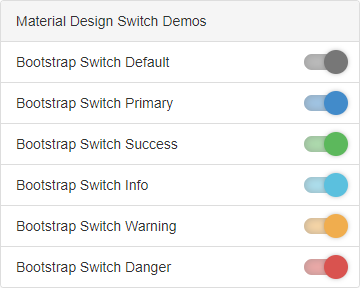 Material Design Switch Demos
Bootstrap Switch Default
Bootstrap Switch Primary
Bootstrap Switch Success
Bootstrap Switch Info
Bootstrap Switch Warning
Bootstrap Switch Danger